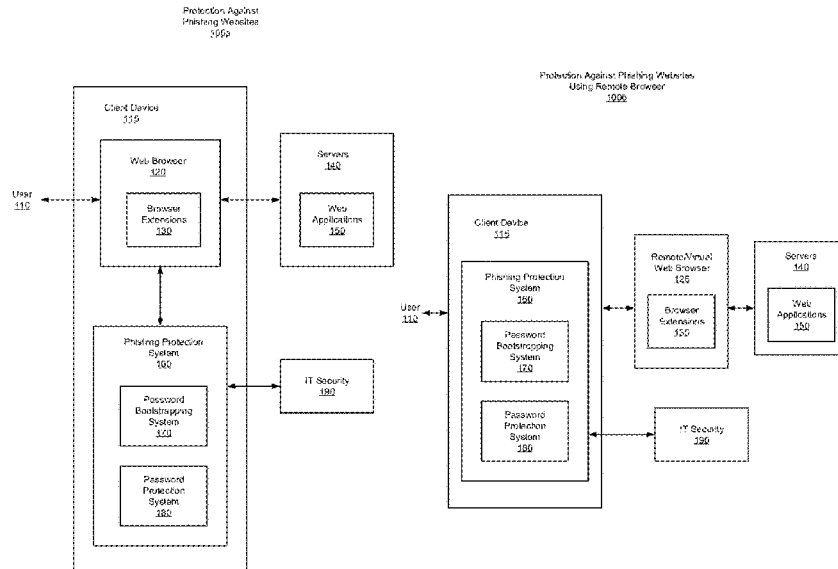 Protection Against
Phishing Websites
100a
Client Device
115
Web Browser
120
Browser
Extensions
130
User
110
Servers
140
Web
Applications
150
Phishing Protection
System
160
Password
Bootstrapping
System
170
Password
Protection
System
180
IT Security
190
Protection Against Phishing Websites
Using Remote Browser
100b
Client Device
115
Phishing Protection
System
160
User
110
Password
Bootstrapping
System
170
Password
Protection
System
180
Remote/Virtual
Web Browser
125
Browser
Extensions
135
Servers
140
Web
Applications
150
IT Security
190